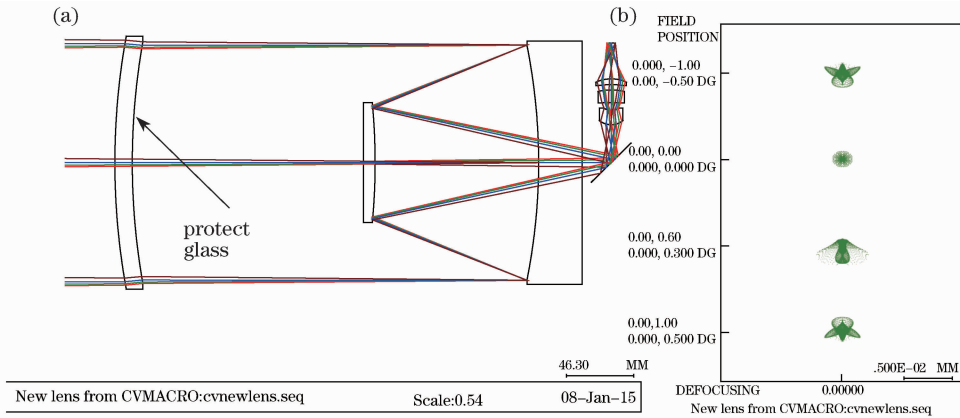 (a)
protect
glass
46.30 MM
New lens from CVMACRO:cvnewlens.seq Scale:0.54 08–Jan–15
(b)
FIELD
POSITION
0.000, −1.00
0.00, −0.50 DG
0.00, 0.00
0.000, 0.000 DG
0.00, 0.60
0.000, 0.300 DG
0.00,1.00
0.000, 0.500 DG
.500E−02 MM
DEFOCUSING 0.00000
New lens from CVMACRO:cvnewlens.seq